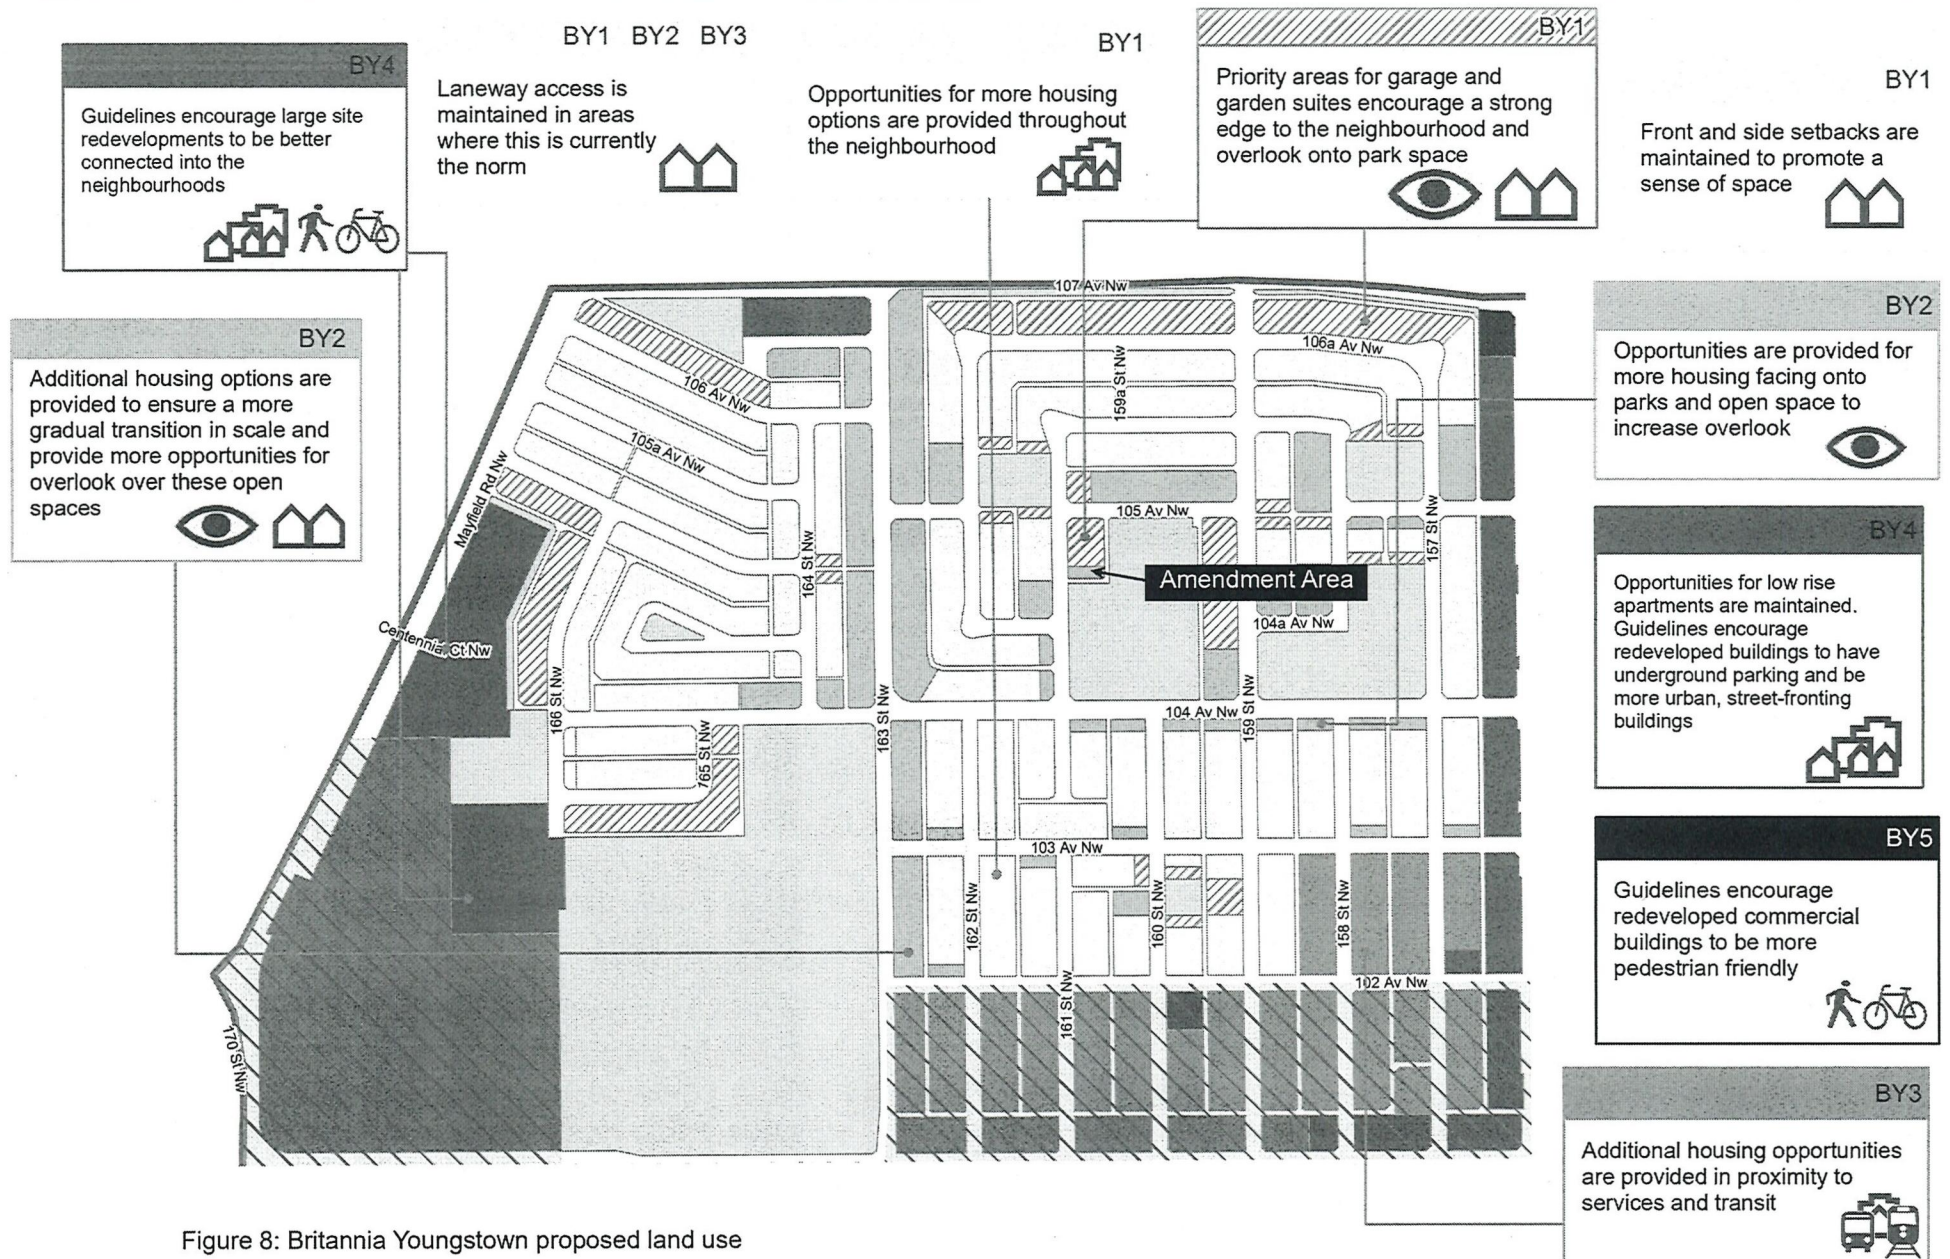 BY4
Guidelines encourage large site
redevelopments to be better
connected into the
neighbourhoods
BY1 BY2 BY3
Laneway access is
maintained in areas
where this is currently
the norm
BY1
Opportunities for more housing
options are provided throughout
the neighbourhood
BY1
Priority areas for garage and
garden suites encourage a strong
edge to the neighbourhood and
overlook onto park space
BY1
Front and side setbacks are
maintained to promote a
sense of space
BY2
Additional housing options are
provided to ensure a more
gradual transition in scale and
provide more opportunities for
overlook over these open
spaces
BY2
Opportunities are provided for
more housing facing onto
parks and open space to
increase overlook
BY4
Opportunities for low rise
apartments are maintained.
Guidelines encourage
redeveloped buildings to have
underground parking and be
more urban, street-fronting
buildings
BY5
Guidelines encourage
redeveloped commercial
buildings to be more
pedestrian friendly
BY3
Additional housing opportunities
are provided in proximity to
services and transit
107 Av Nw
106a Av Nw
159a St Nw
106 Av Nw
105a Av Nw
Mayfield Rd Nw
105 Av Nw
157 St Nw
164 St Nw
Amendment Area
104a Av Nw
Centennia. Ct Nw
166 St Nw
165 St Nw
163 St Nw
104 Av Nw
159 St Nw
103 Av Nw
162 St Nw
160 St Nw
158 St Nw
161 St Nw
102 Av Nw
170 St Nw
Figure 8: Britannia Youngstown proposed land use